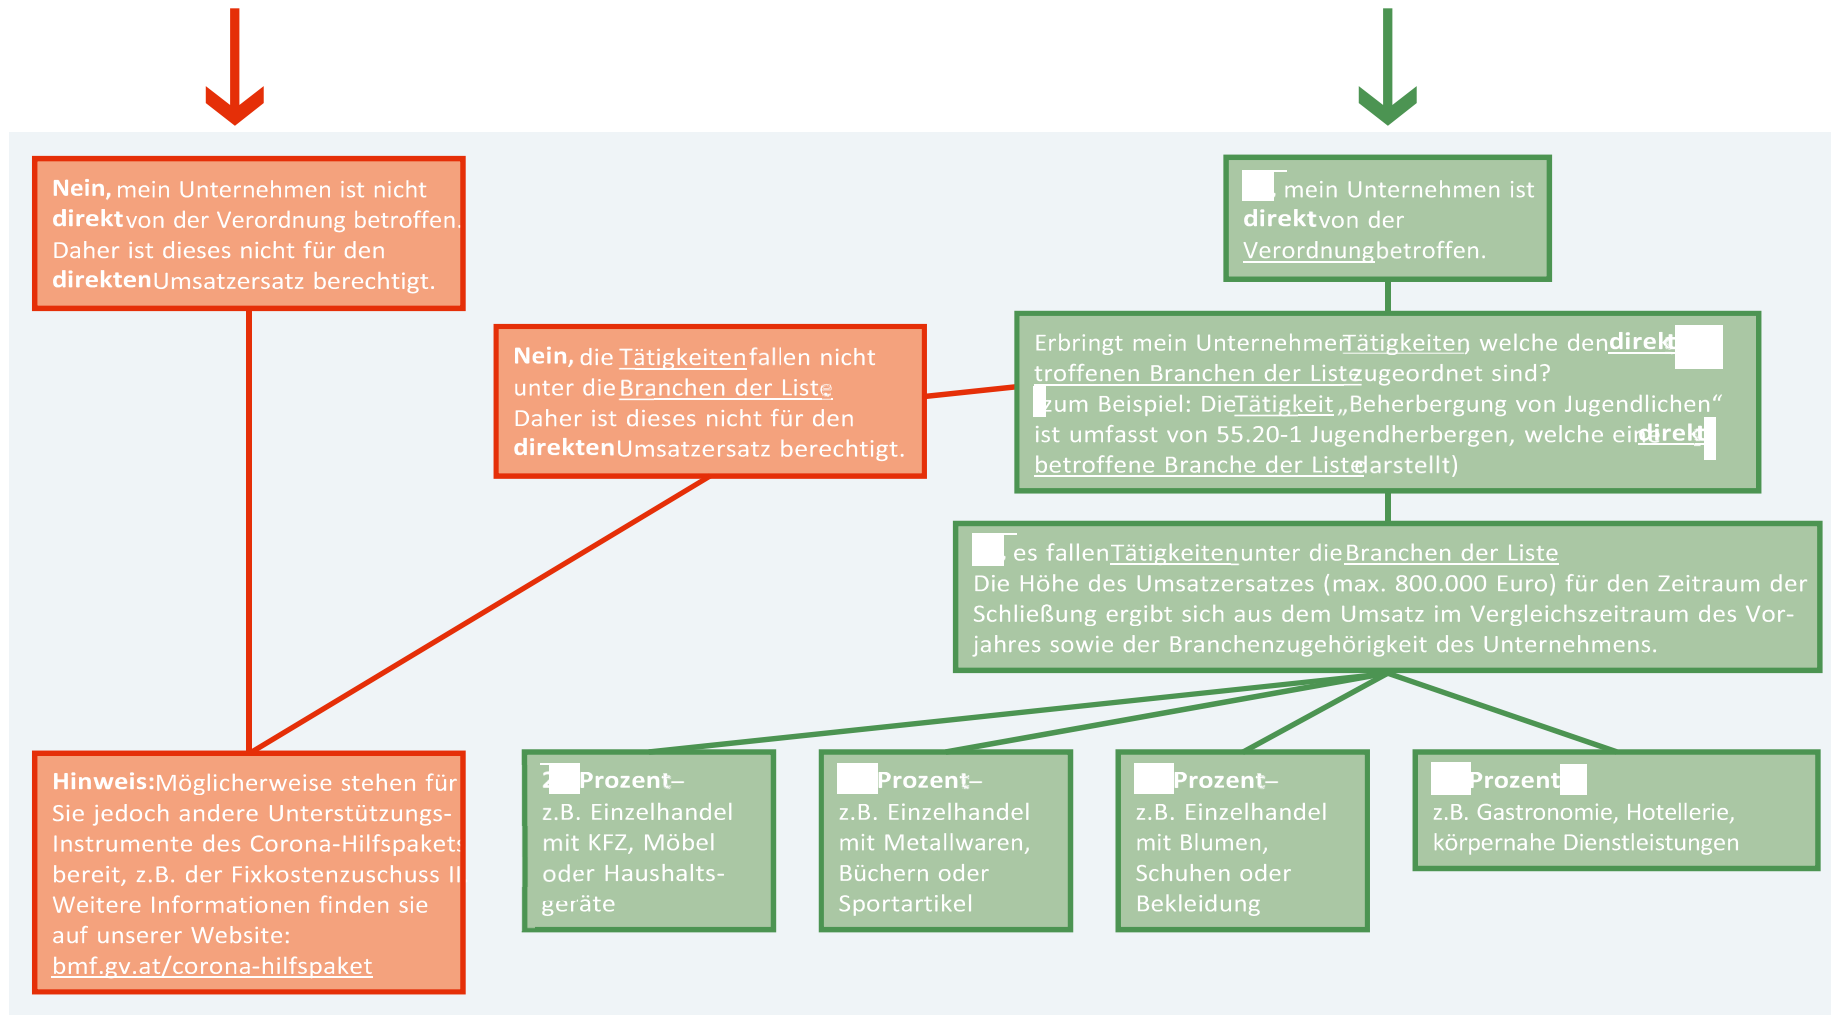 Nein, mein Unternehmen ist nicht
direkt von der Verordnung betroffen.
Daher ist dieses nicht für den
direkten Umsatzersatz berechtigt.
mein Unternehmen ist
direkt von der
Verordnung betroffen.
Nein, die Tätigkeiten fallen nicht
unter die Branchen der Liste
Daher ist dieses nicht für den
direkten Umsatzersatz berechtigt.
Erbringt mein Unternehmen Tätigkeiten, welche den direkt
troffenen Branchen der Liste zugeordnet sind?
zum Beispiel: Die Tätigkeit „Beherbergung von Jugendlichen“
ist umfasst von 55.20-1 Jugendherbergen, welche eine direkt
betroffene Branche der Liste darstellt)
es fallen Tätigkeiten unter die Branchen der Liste
Die Höhe des Umsatzersatzes (max. 800.000 Euro) für den Zeitraum der
Schließung ergibt sich aus dem Umsatz im Vergleichszeitraum des Vor-
jahres sowie der Branchenzugehörigkeit des Unternehmens.
Hinweis: Möglicherweise stehen für
Sie jedoch andere Unterstützungs-
Instrumente des Corona-Hilfspakets
bereit, z.B. der Fixkostenzuschuss II
Weitere Informationen finden sie
auf unserer Website:
bmf.gv.at/corona-hilfspaket
Prozent–
z.B. Einzelhandel
mit KFZ, Möbel
oder Haushalts-
geräte
Prozent–
z.B. Einzelhandel
mit Metallwaren,
Büchern oder
Sportartikel
Prozent–
z.B. Einzelhandel
mit Blumen,
Schuhen oder
Bekleidung
Prozent
z.B. Gastronomie, Hotellerie,
körpernahe Dienstleistungen